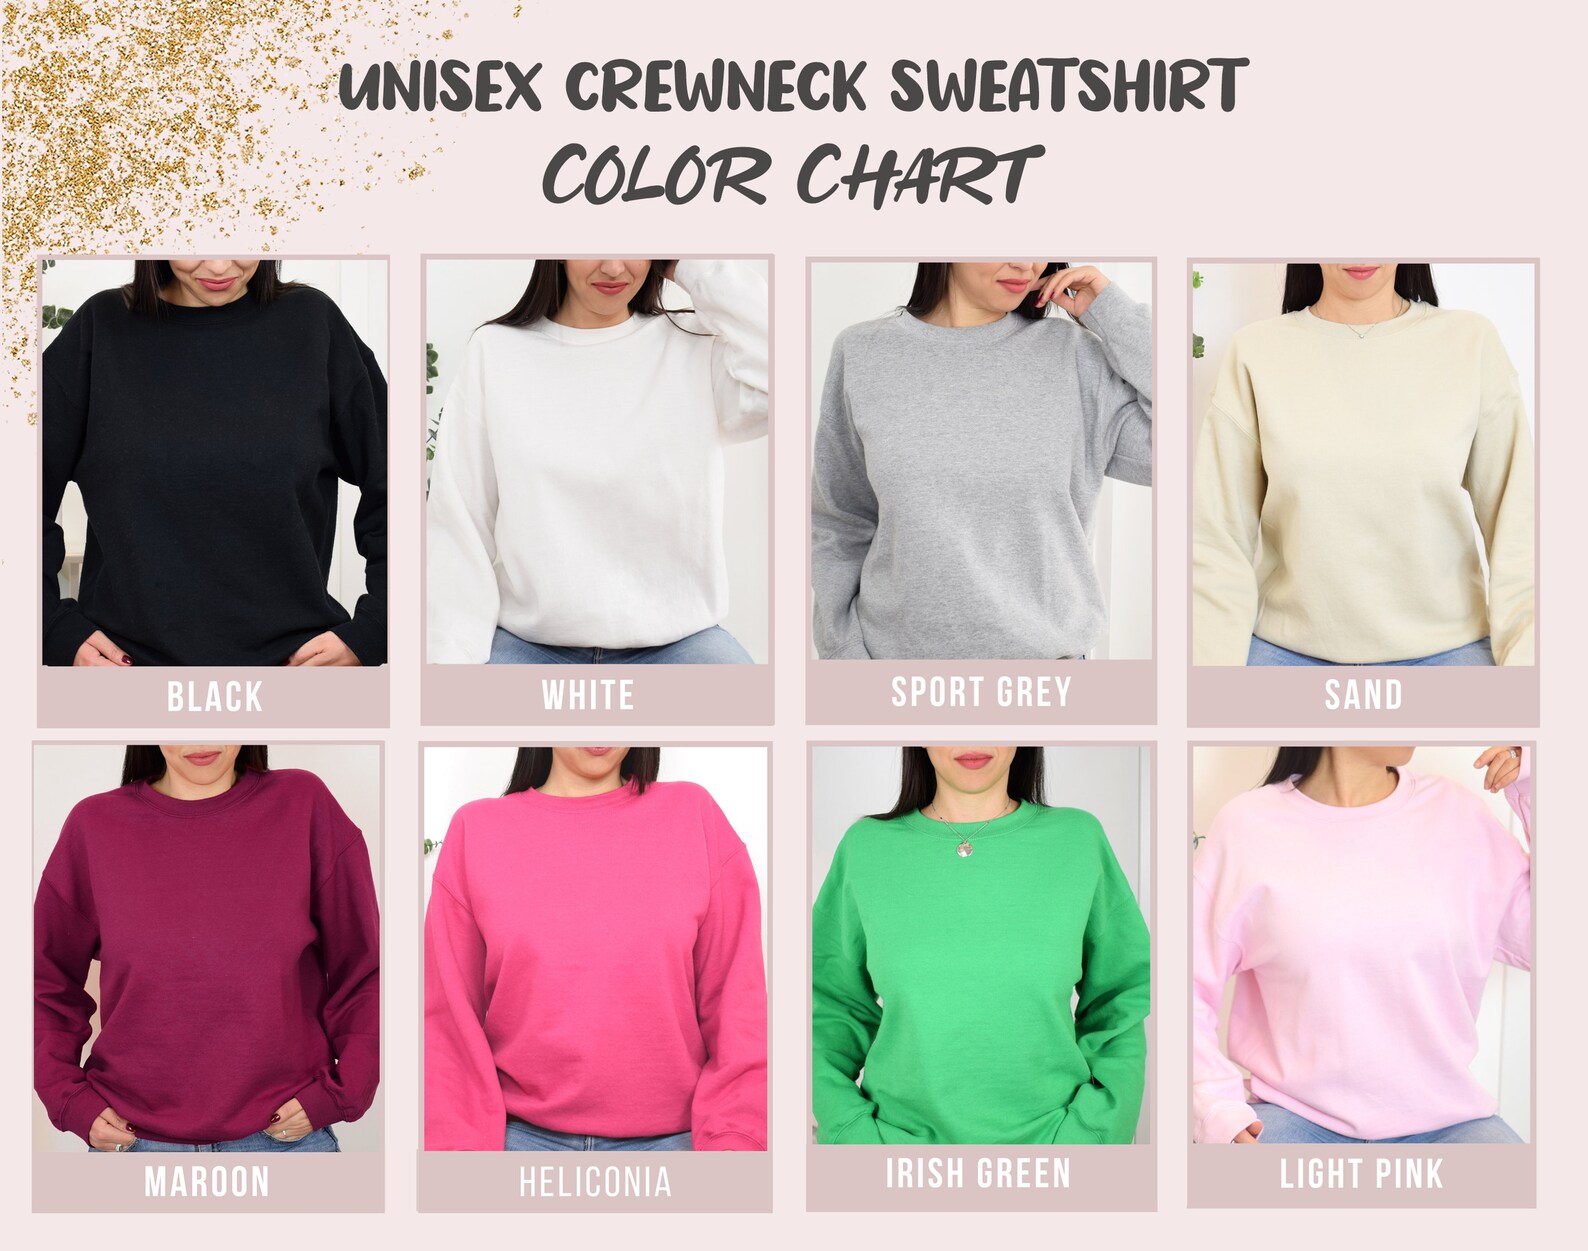 UNISEX CREWNECK SWEATSHIRT
COLOR CHART
BLACK
WHITE
SPORT GREY
SAND
MAROON
HELICONIA
IRISH GREEN
LIGHT PINK